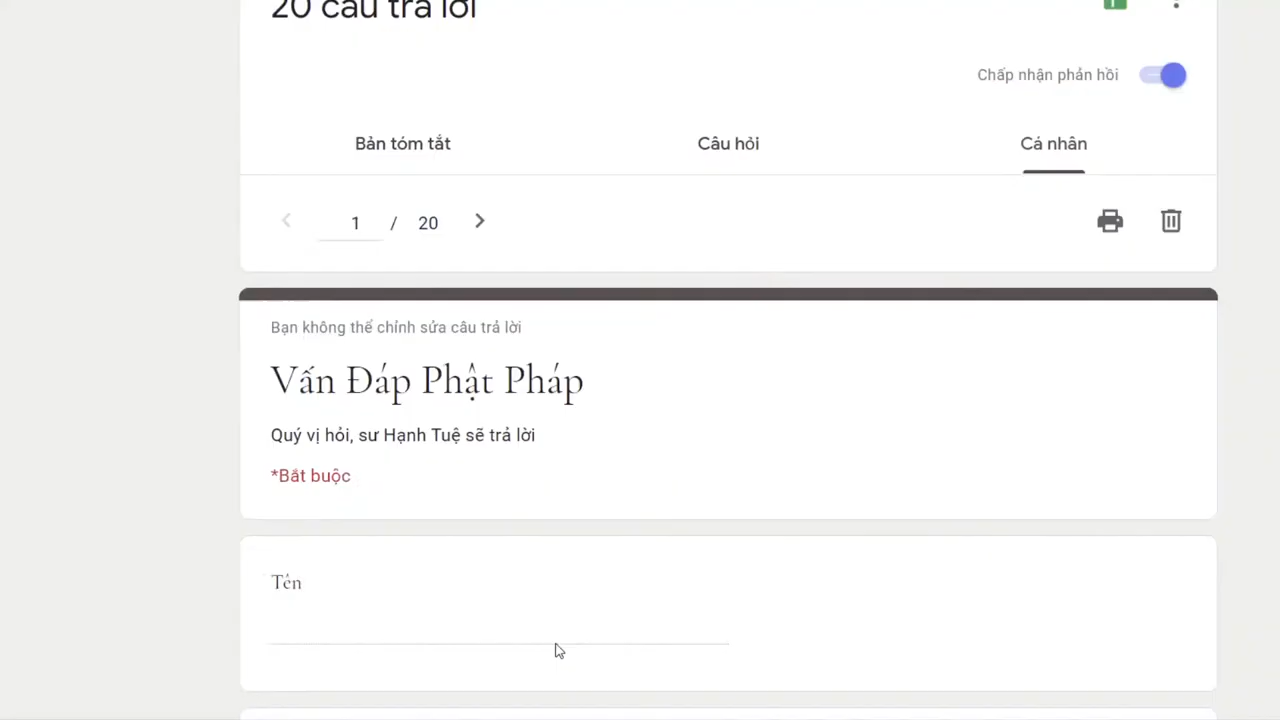 20 câu trả lời
Chấp nhận phản hồi
Bản tóm tắt
Câu hỏi
Cá nhân
1 / 20
Bạn không thể chỉnh sửa câu trả lời
Vấn Đáp Phật Pháp
Quý vị hỏi, sư Hạnh Tuệ sẽ trả lời
*Bắt buộc
Tên